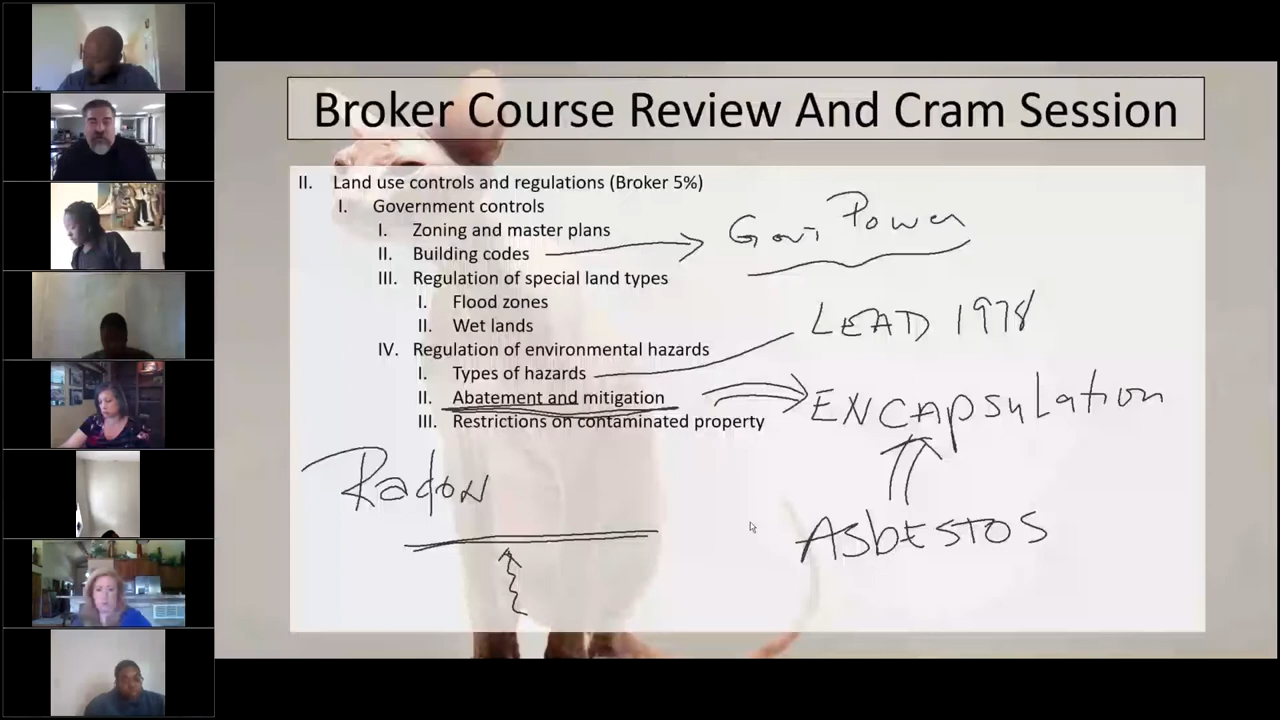 Broker Course Review And Cram Session
II. Land use controls and regulations (Broker 5%)
I. Government controls
I. Zoning and master plans
II. Building codes
III. Regulation of special land types
I. Flood zones
II. Wet lands
IV. Regulation of environmental hazards
I. Types of hazards
II. Abatement and mitigation
III. Restrictions on contaminated property
Gov. Power
LEAD 1978
ENCAPSulation
Radon
ASbESTOS